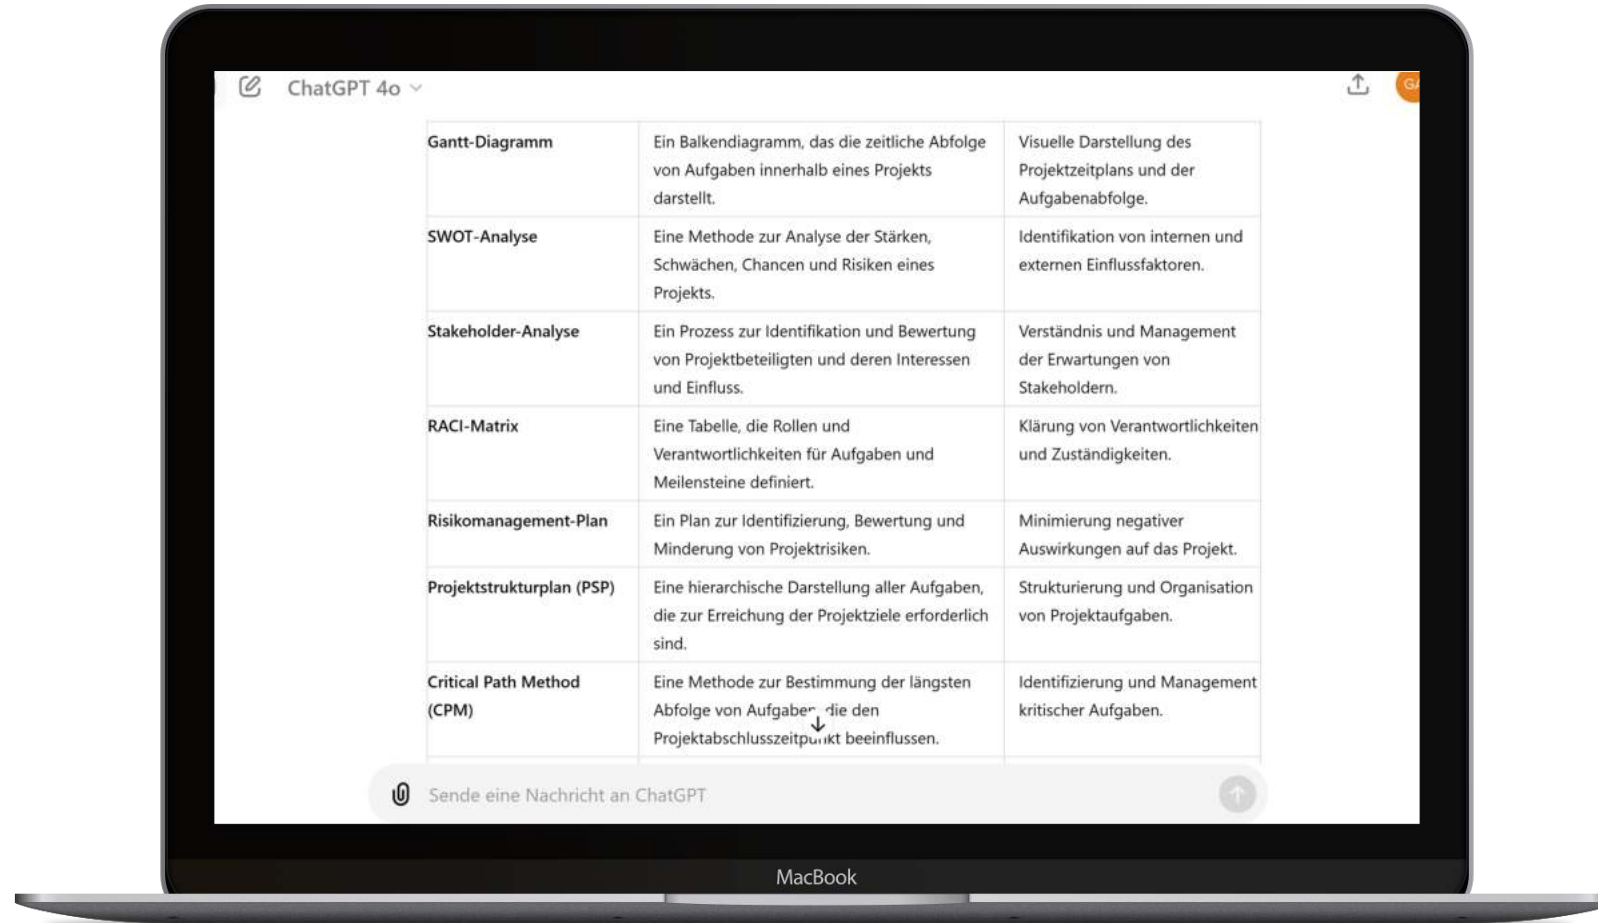 ChatGPT 4o
GA
Gantt-Diagramm
Ein Balkendiagramm, das die zeitliche Abfolge
von Aufgaben innerhalb eines Projekts
darstellt.
Visuelle Darstellung des
Projektzeitplans und der
Aufgabenabfolge.
SWOT-Analyse
Eine Methode zur Analyse der Stärken,
Schwächen, Chancen und Risiken eines
Projekts.
Identifikation von internen und
externen Einflussfaktoren.
Stakeholder-Analyse
Ein Prozess zur Identifikation und Bewertung
von Projektbeteiligten und deren Interessen
und Einfluss.
Verständnis und Management
der Erwartungen von
Stakeholdern.
RACI-Matrix
Eine Tabelle, die Rollen und
Verantwortlichkeiten für Aufgaben und
Meilensteine definiert.
Klärung von Verantwortlichkeiten
und Zuständigkeiten.
Risikomanagement-Plan
Ein Plan zur Identifizierung, Bewertung und
Minderung von Projektrisiken.
Minimierung negativer
Auswirkungen auf das Projekt.
Projektstrukturplan (PSP)
Eine hierarchische Darstellung aller Aufgaben,
die zur Erreichung der Projektziele erforderlich
sind.
Strukturierung und Organisation
von Projektaufgaben.
Critical Path Method
(CPM)
Eine Methode zur Bestimmung der längsten
Abfolge von Aufgaben, die den
Projektabschlusszeitpunkt beeinflussen.
Identifizierung und Management
kritischer Aufgaben.
Sende eine Nachricht an ChatGPT
MacBook